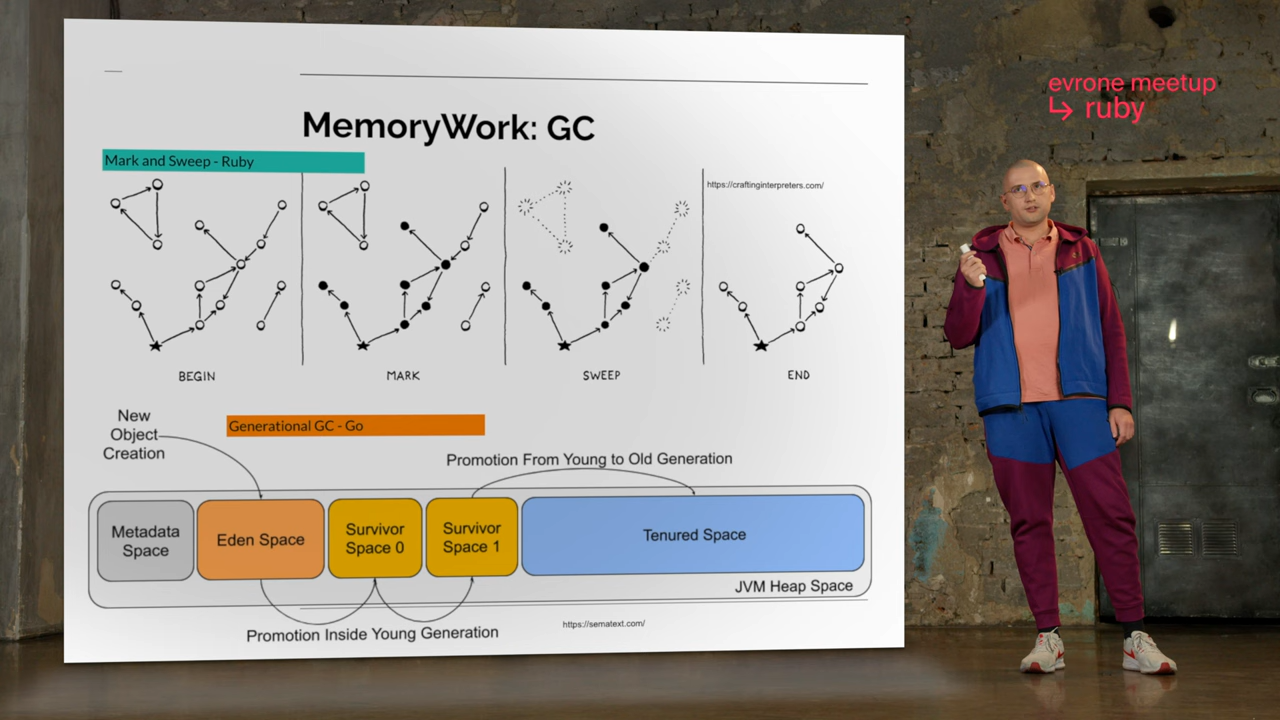 MemoryWork: GC
Mark and Sweep - Ruby
https://craftinginterpreters.com/
BEGIN
MARK
SWEEP
END
New
Object
Creation
Generational GC - Go
Promotion From Young to Old Generation
Metadata
Space
Eden Space
Survivor
Space 0
Survivor
Space 1
Tenured Space
JVM Heap Space
Promotion Inside Young Generation
https://sematext.com/
evrone meetup
↳ ruby